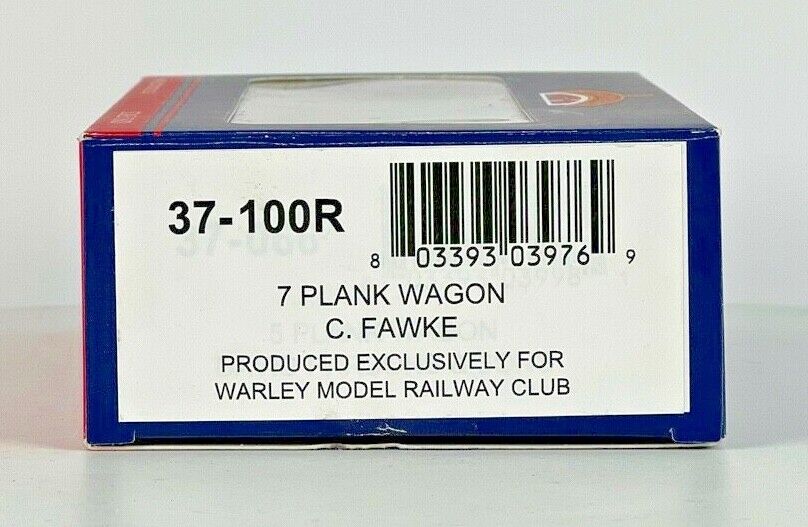 37-100R
8 03393 03976 9
7 PLANK WAGON
C. FAWKE
PRODUCED EXCLUSIVELY FOR
WARLEY MODEL RAILWAY CLUB